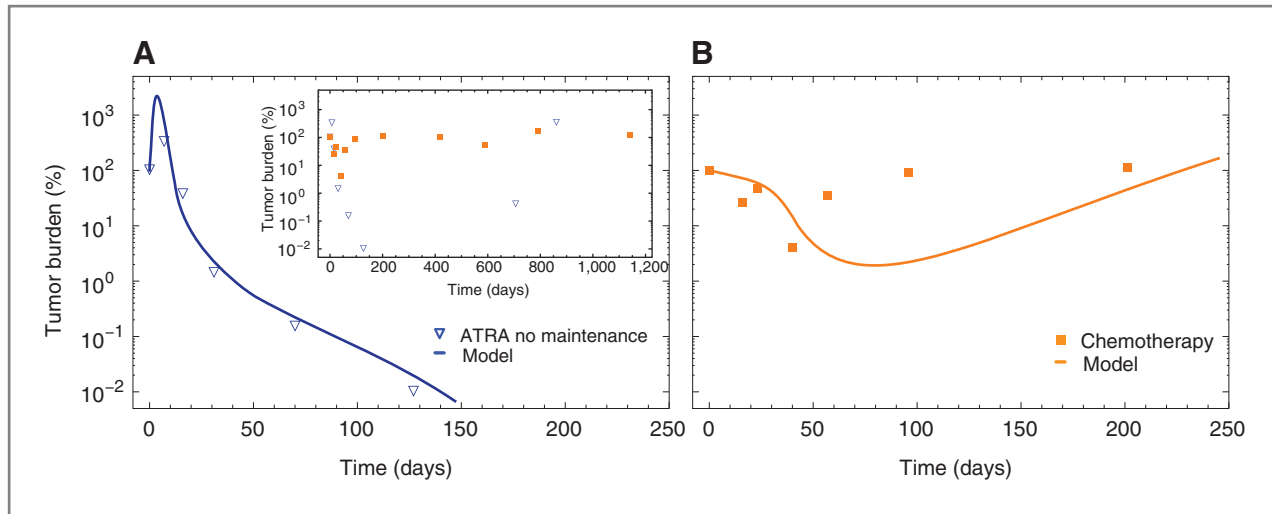 A
Tumor burden (%)
10³
10²
10¹
10⁰
10⁻¹
10⁻²
0 50 100 150 200 250
Time (days)
Tumor burden (%)
10³
10²
10¹
10⁰
10⁻¹
10⁻²
0 200 400 600 800 1,000 1,200
Time (days)
ATRA no maintenance
Model
B
0 50 100 150 200 250
Time (days)
Chemotherapy
Model